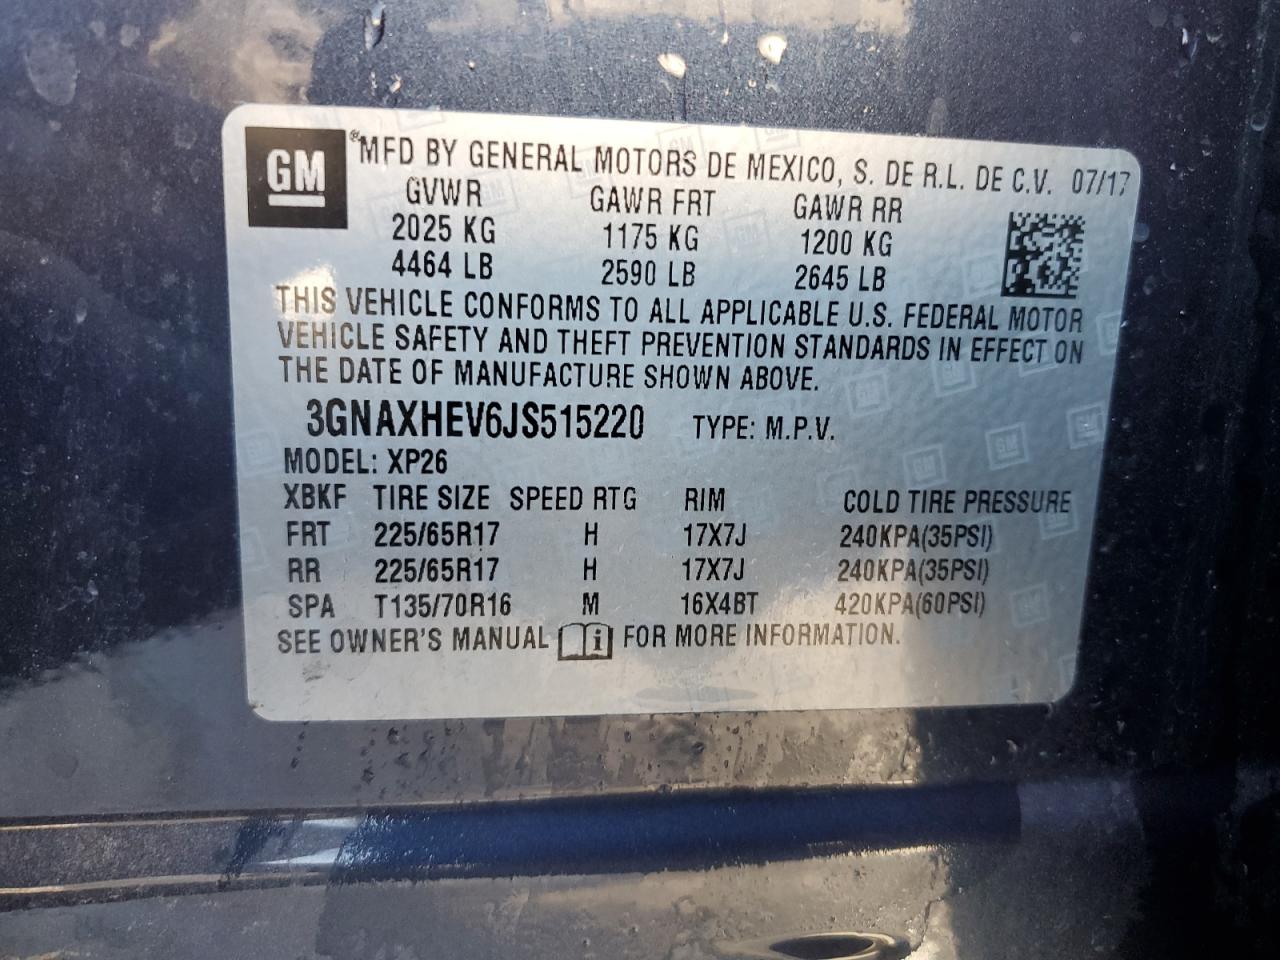 GM ® MFD BY GENERAL MOTORS DE MEXICO, S. DE R.L. DE C.V. 07/17
GVWR GAWR FRT GAWR RR
2025 KG 1175 KG 1200 KG
4464 LB 2590 LB 2645 LB
THIS VEHICLE CONFORMS TO ALL APPLICABLE U.S. FEDERAL MOTOR
VEHICLE SAFETY AND THEFT PREVENTION STANDARDS IN EFFECT ON
THE DATE OF MANUFACTURE SHOWN ABOVE.
3GNAXHEV6JS515220 TYPE: M.P.V.
MODEL: XP26
XBKF TIRE SIZE SPEED RTG RIM COLD TIRE PRESSURE
FRT 225/65R17 H 17X7J 240KPA(35PSI)
RR 225/65R17 H 17X7J 240KPA(35PSI)
SPA T135/70R16 M 16X4BT 420KPA(60PSI)
SEE OWNER'S MANUAL i FOR MORE INFORMATION.